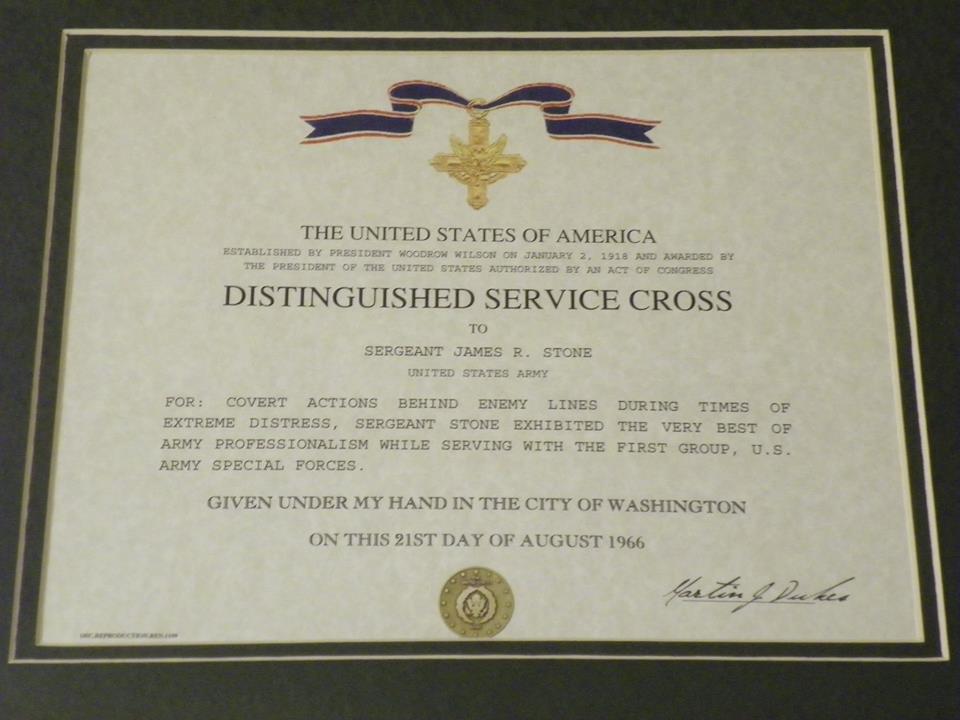 THE UNITED STATES OF AMERICA
ESTABLISHED BY PRESIDENT WOODROW WILSON ON JANUARY 2, 1918 AND AWARDED BY
THE PRESIDENT OF THE UNITED STATES AUTHORIZED BY AN ACT OF CONGRESS
DISTINGUISHED SERVICE CROSS
TO
SERGEANT JAMES R. STONE
UNITED STATES ARMY
FOR: COVERT ACTIONS BEHIND ENEMY LINES DURING TIMES OF
EXTREME DISTRESS, SERGEANT STONE EXHIBITED THE VERY BEST OF
ARMY PROFESSIONALISM WHILE SERVING WITH THE FIRST GROUP, U.S.
ARMY SPECIAL FORCES.
GIVEN UNDER MY HAND IN THE CITY OF WASHINGTON
ON THIS 21ST DAY OF AUGUST 1966
Martin J Dukes